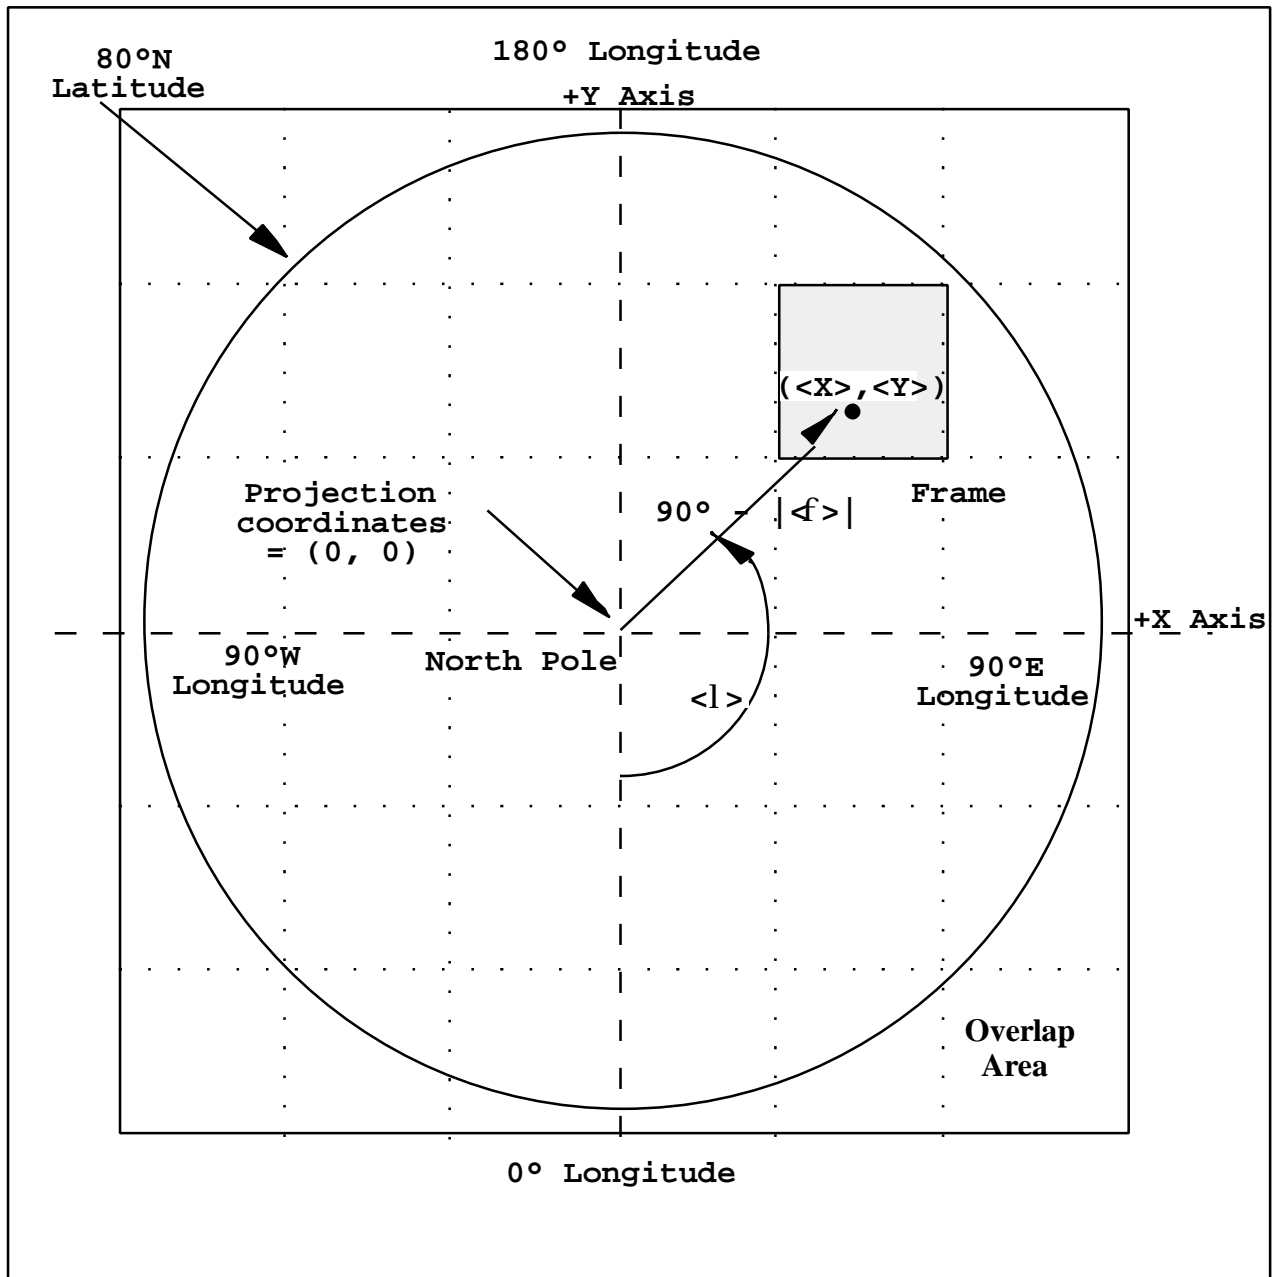 80°N
Latitude
180° Longitude
+Y Axis
(<X>,<Y>)
Projection
coordinates
= (0, 0)
90° - |<f>|
Frame
+X Axis
90°W
Longitude
North Pole
90°E
Longitude
<l>
Overlap
Area
0° Longitude